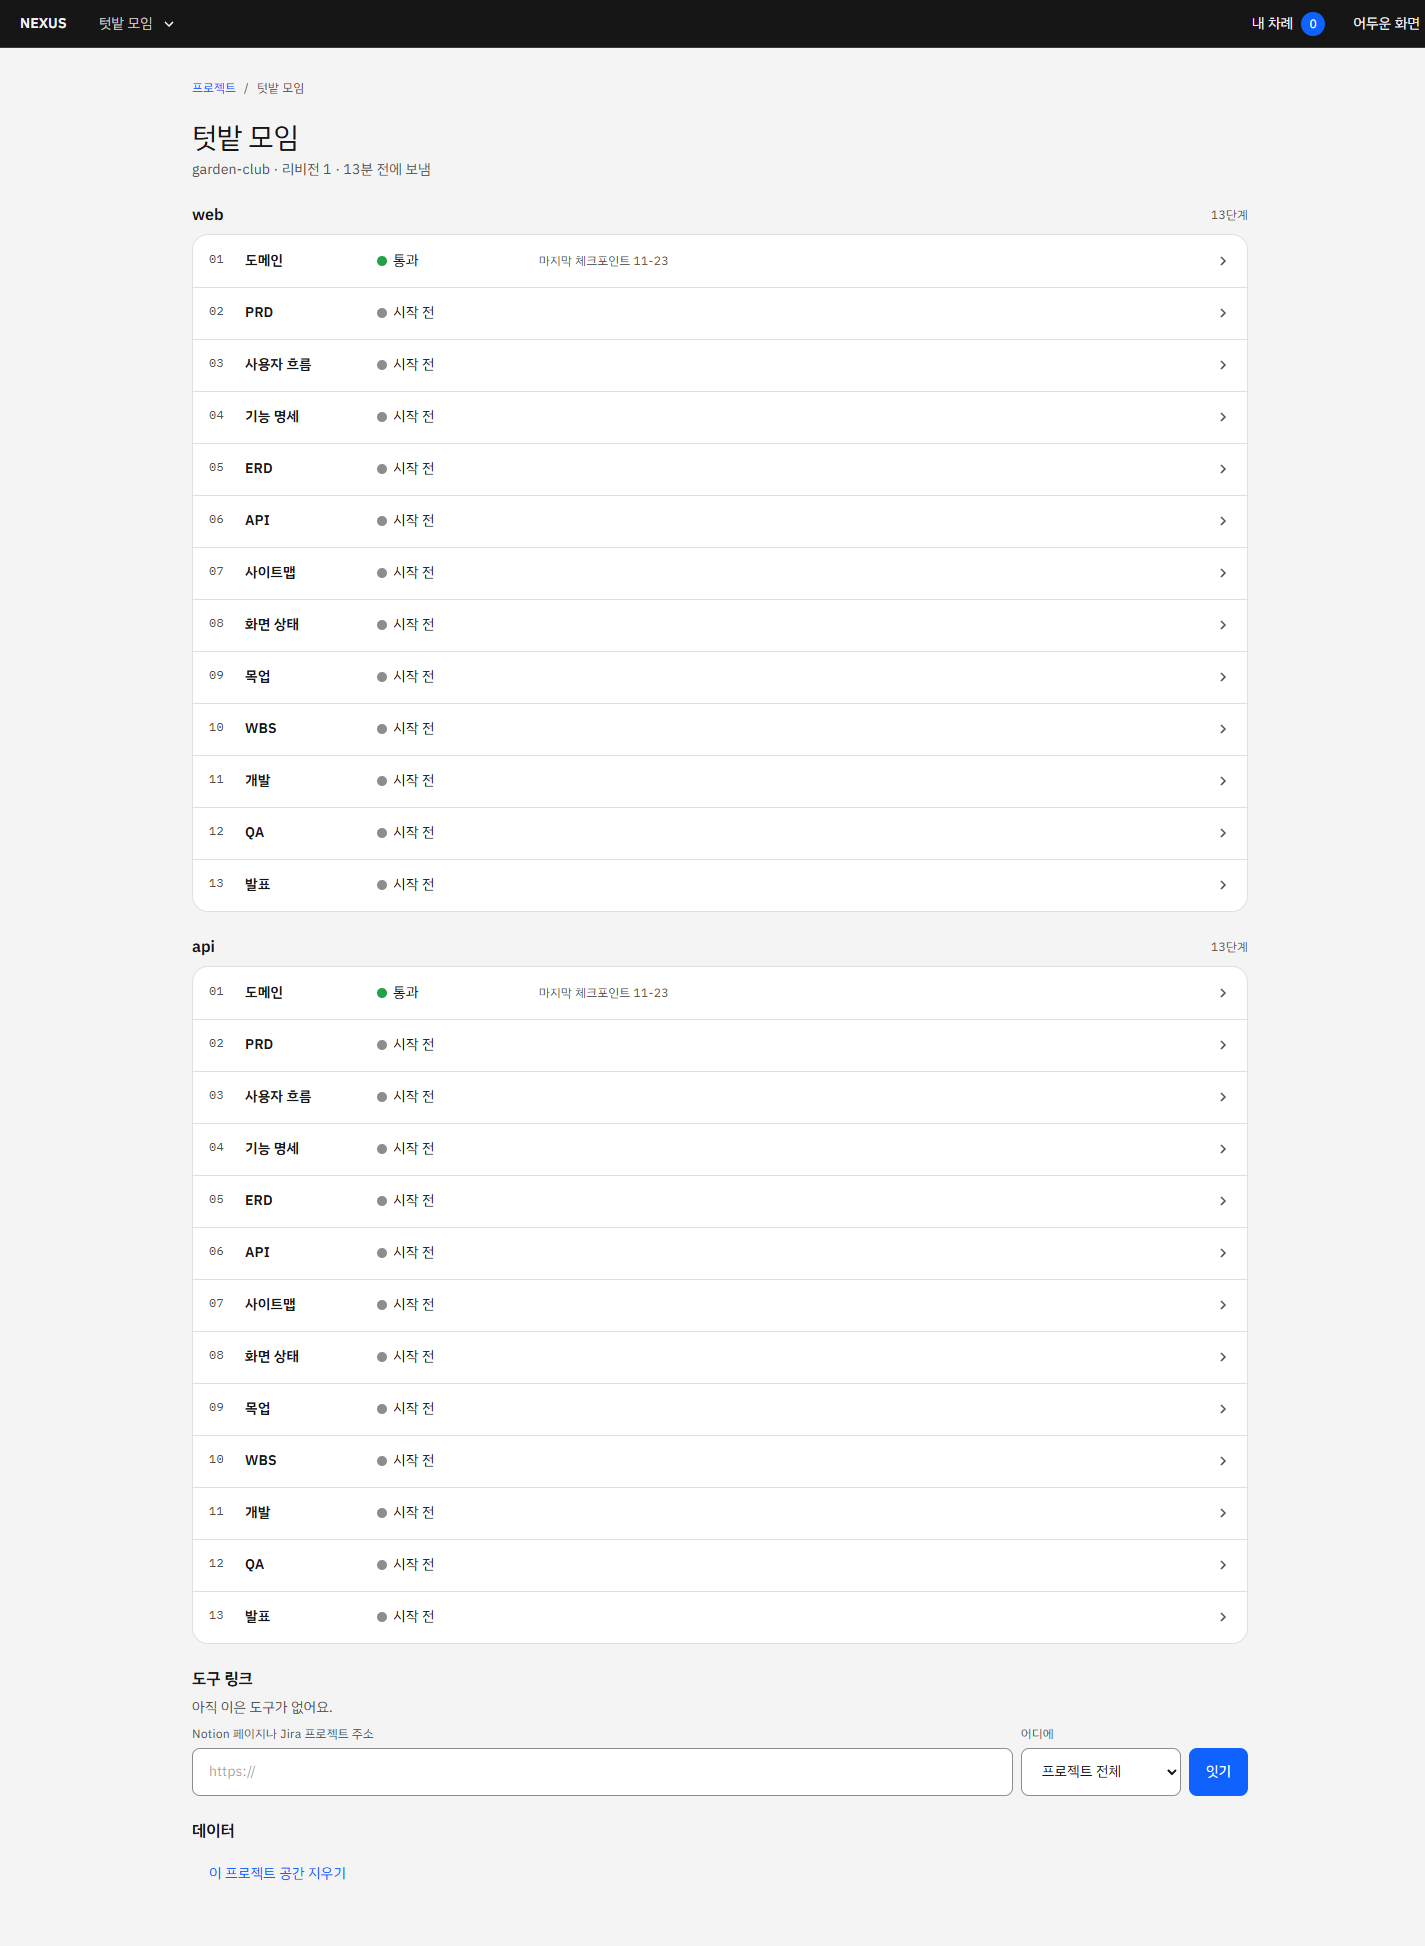 NEXUS 텃밭 모임 내 차례 0 어두운 화면
프로젝트 / 텃밭 모임
텃밭 모임
garden-club · 리비전 1 · 13분 전에 보냄
web 13단계
01 도메인 통과 마지막 체크포인트 11-23
02 PRD 시작 전
03 사용자 흐름 시작 전
04 기능 명세 시작 전
05 ERD 시작 전
06 API 시작 전
07 사이트맵 시작 전
08 화면 상태 시작 전
09 목업 시작 전
10 WBS 시작 전
11 개발 시작 전
12 QA 시작 전
13 발표 시작 전
api 13단계
01 도메인 통과 마지막 체크포인트 11-23
02 PRD 시작 전
03 사용자 흐름 시작 전
04 기능 명세 시작 전
05 ERD 시작 전
06 API 시작 전
07 사이트맵 시작 전
08 화면 상태 시작 전
09 목업 시작 전
10 WBS 시작 전
11 개발 시작 전
12 QA 시작 전
13 발표 시작 전
도구 링크
아직 이은 도구가 없어요.
Notion 페이지나 Jira 프로젝트 주소 어디에
https:// 프로젝트 전체 잇기
데이터
이 프로젝트 공간 지우기